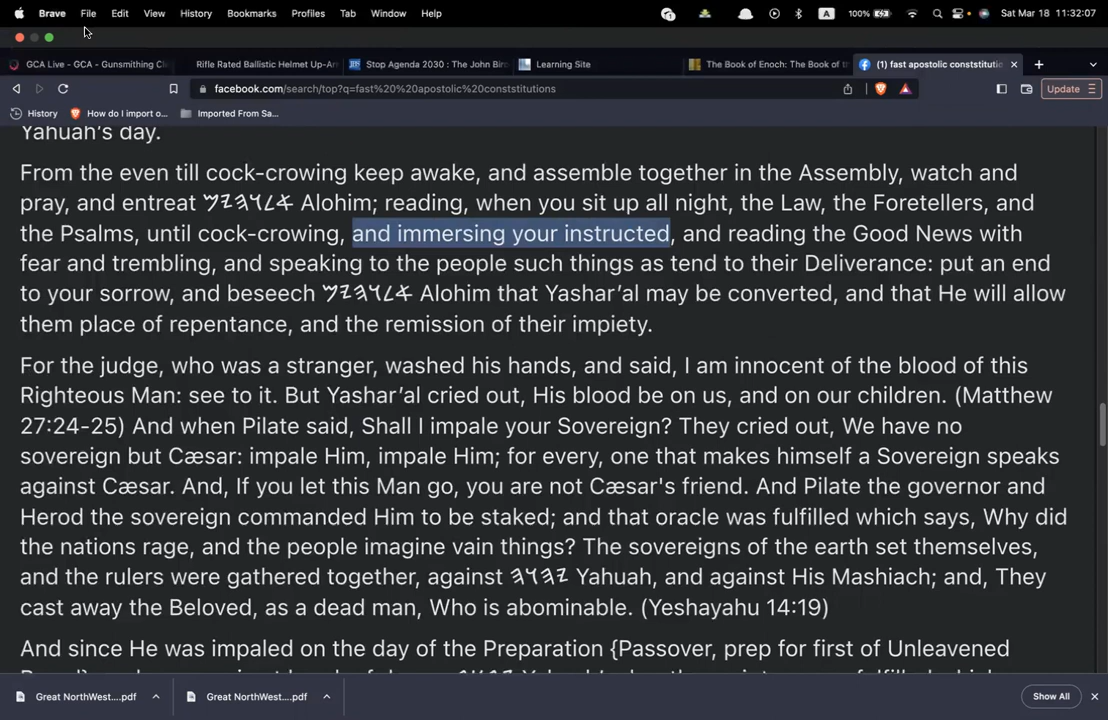 Brave File Edit View History Bookmarks Profiles Tab Window Help A 100% Sat Mar 18 11:32:07
GCA Live - GCA - Gunsmithing Cl Rifle Rated Ballistic Helmet Up-Ar Stop Agenda 2030 : The John Bir Learning Site The Book of Enoch: The Book of th (1) fast apostolic conststitutio
facebook.com/search/top?q=fast%20%20apostolic%20conststitutions Update
History How do I import o... Imported From Sa...
Yahuah's day.
From the even till cock-crowing keep awake, and assemble together in the Assembly, watch and
pray, and entreat 𐤌𐤉𐤄𐤅𐤋𐤀 Alohim; reading, when you sit up all night, the Law, the Foretellers, and
the Psalms, until cock-crowing, and immersing your instructed, and reading the Good News with
fear and trembling, and speaking to the people such things as tend to their Deliverance: put an end
to your sorrow, and beseech 𐤌𐤉𐤄𐤅𐤋𐤀 Alohim that Yashar'al may be converted, and that He will allow
them place of repentance, and the remission of their impiety.
For the judge, who was a stranger, washed his hands, and said, I am innocent of the blood of this
Righteous Man: see to it. But Yashar'al cried out, His blood be on us, and on our children. (Matthew
27:24-25) And when Pilate said, Shall I impale your Sovereign? They cried out, We have no
sovereign but Cæsar: impale Him, impale Him; for every, one that makes himself a Sovereign speaks
against Cæsar. And, If you let this Man go, you are not Cæsar's friend. And Pilate the governor and
Herod the sovereign commanded Him to be staked; and that oracle was fulfilled which says, Why did
the nations rage, and the people imagine vain things? The sovereigns of the earth set themselves,
and the rulers were gathered together, against 𐤄𐤅𐤄𐤉 Yahuah, and against His Mashiach; and, They
cast away the Beloved, as a dead man, Who is abominable. (Yeshayahu 14:19)
And since He was impaled on the day of the Preparation {Passover, prep for first of Unleavened
Great NorthWest....pdf Great NorthWest....pdf Show All